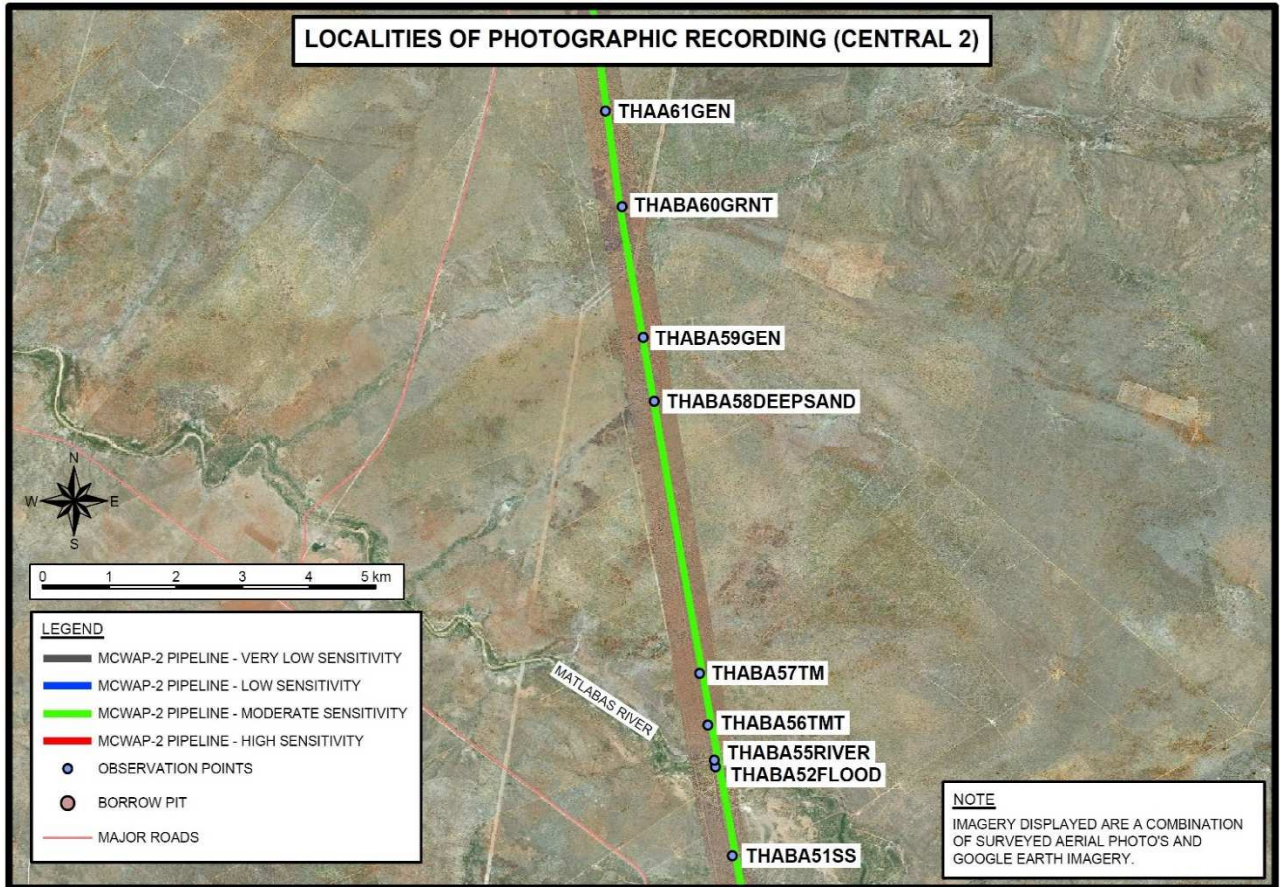 LOCALITIES OF PHOTOGRAPHIC RECORDING (CENTRAL 2)
THAA61GEN
THABA60GRNT
THABA59GEN
THABA58DEEPSAND
N
W E
S
0 1 2 3 4 5 km
THABA57TM
MATLABAS RIVER
THABA56TMT
THABA55RIVER
THABA52FLOOD
THABA51SS
LEGEND
MCWAP-2 PIPELINE - VERY LOW SENSITIVITY
MCWAP-2 PIPELINE - LOW SENSITIVITY
MCWAP-2 PIPELINE - MODERATE SENSITIVITY
MCWAP-2 PIPELINE - HIGH SENSITIVITY
OBSERVATION POINTS
BORROW PIT
MAJOR ROADS
NOTE
IMAGERY DISPLAYED ARE A COMBINATION
OF SURVEYED AERIAL PHOTO'S AND
GOOGLE EARTH IMAGERY.